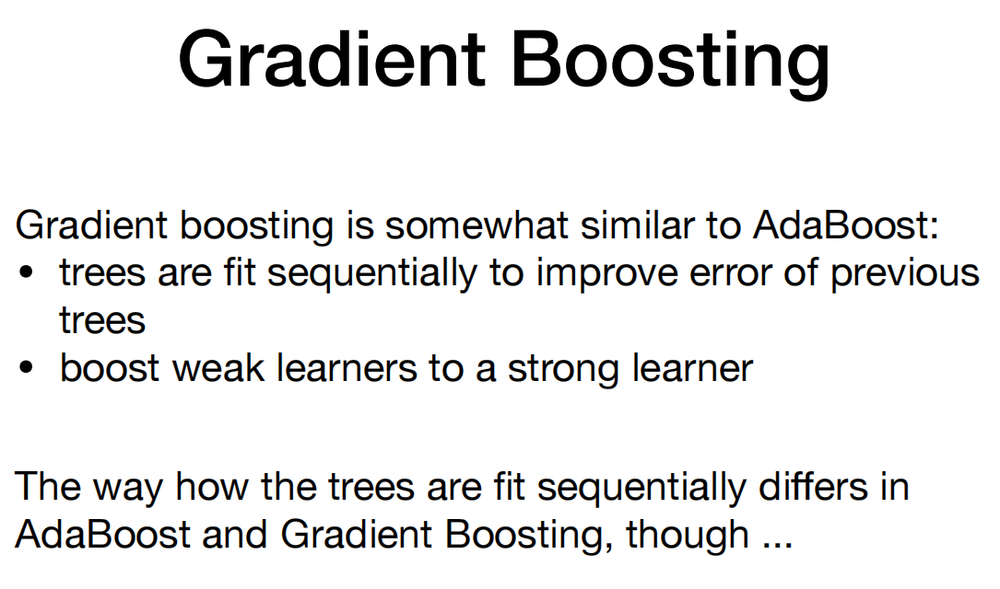 Gradient Boosting
Gradient boosting is somewhat similar to AdaBoost:
• trees are fit sequentially to improve error of previous
trees
• boost weak learners to a strong learner
The way how the trees are fit sequentially differs in
AdaBoost and Gradient Boosting, though ...